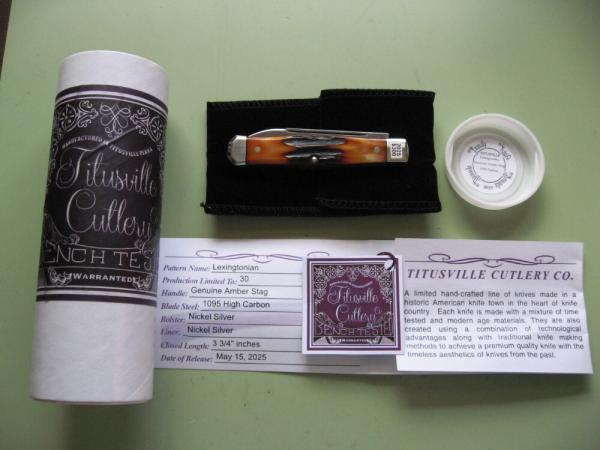 MANUFACTURED IN TITUSVILLE PENNA
Titusville
Cutlery
BENCH TESTED
WARRANTED
Pattern Name: Lexingtonian
Production Limited To: 30
Handle: Genuine Amber Stag
Blade Steel: 1095 High Carbon
Bolster: Nickel Silver
Liner: Nickel Silver
Closed Length: 3 3/4" inches
Date of Release: May 15, 2025
Titusville
Cutlery
BENCH TESTED
WARRANTED
TITUSVILLE CUTLERY CO.
A limited hand-crafted line of knives made in a
historic American knife town in the heart of knife
country. Each knife is made with a mixture of time
tested and modern age materials. They are also
created using a combination of technological
advantages along with traditional knife making
methods to achieve a premium quality knife with the
timeless aesthetics of knives from the past.